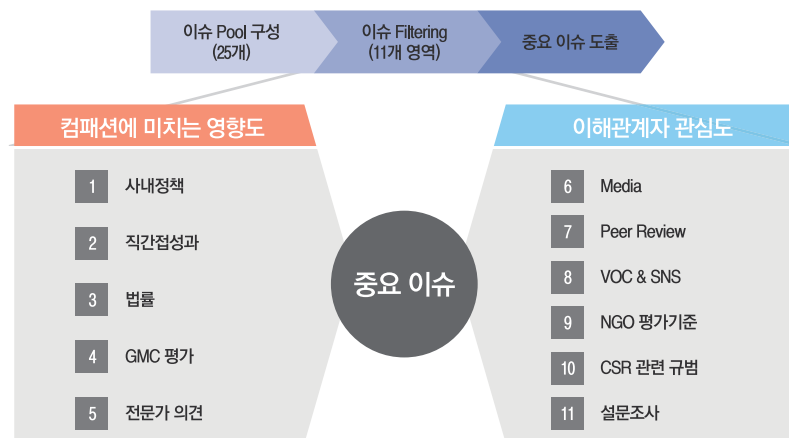 이슈 Pool 구성
(25개)
이슈 Filtering
(11개 영역)
중요 이슈 도출
컴패션에 미치는 영향도
1 사내정책
2 직간접성과
3 법률
4 GMC 평가
5 전문가 의견
중요 이슈
이해관계자 관심도
6 Media
7 Peer Review
8 VOC & SNS
9 NGO 평가기준
10 CSR 관련 규범
11 설문조사